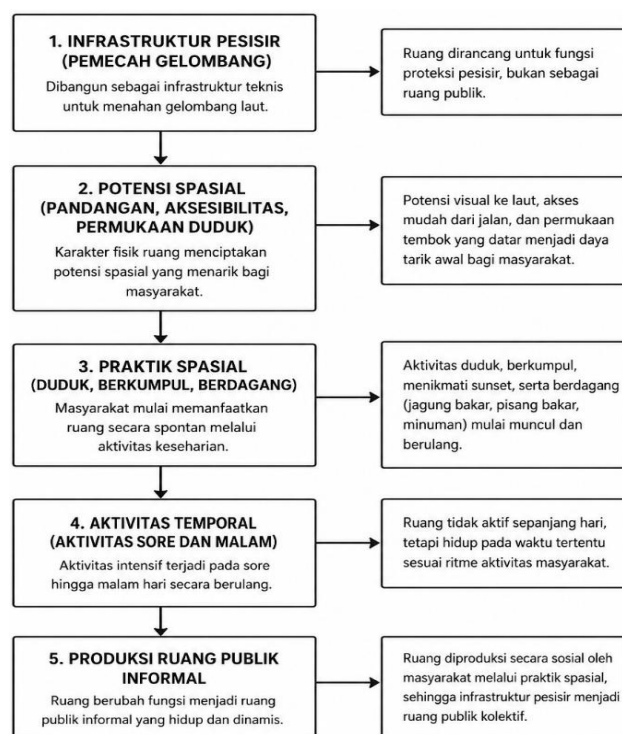 1. INFRASTRUKTUR PESISIR
(PEMECAH GELOMBANG)
Dibangun sebagai infrastruktur teknis
untuk menahan gelombang laut.
Ruang dirancang untuk fungsi
proteksi pesisir, bukan sebagai
ruang publik.
2. POTENSI SPASIAL
(PANDANGAN, AKSESIBILITAS,
PERMUKAAN DUDUK)
Karakter fisik ruang menciptakan
potensi spasial yang menarik bagi
masyarakat.
Potensi visual ke laut, akses
mudah dari jalan, dan permukaan
tembok yang datar menjadi daya
tarik awal bagi masyarakat.
3. PRAKTIK SPASIAL
(DUDUK, BERKUMPUL, BERDAGANG)
Masyarakat mulai memanfaatkan
ruang secara spontan melalui
aktivitas keseharian.
Aktivitas duduk, berkumpul,
menikmati sunset, serta berdagang
(jagung bakar, pisang bakar,
minuman) mulai muncul dan
berulang.
4. AKTIVITAS TEMPORAL
(AKTIVITAS SORE DAN MALAM)
Aktivitas intensif terjadi pada sore
hingga malam hari secara berulang.
Ruang tidak aktif sepanjang hari,
tetapi hidup pada waktu tertentu
sesuai ritme aktivitas masyarakat.
5. PRODUKSI RUANG PUBLIK
INFORMAL
Ruang berubah fungsi menjadi ruang
publik informal yang hidup dan dinamis.
Ruang diproduksi secara sosial oleh
masyarakat melalui praktik spasial,
sehingga infrastruktur pesisir menjadi
ruang publik kolektif.